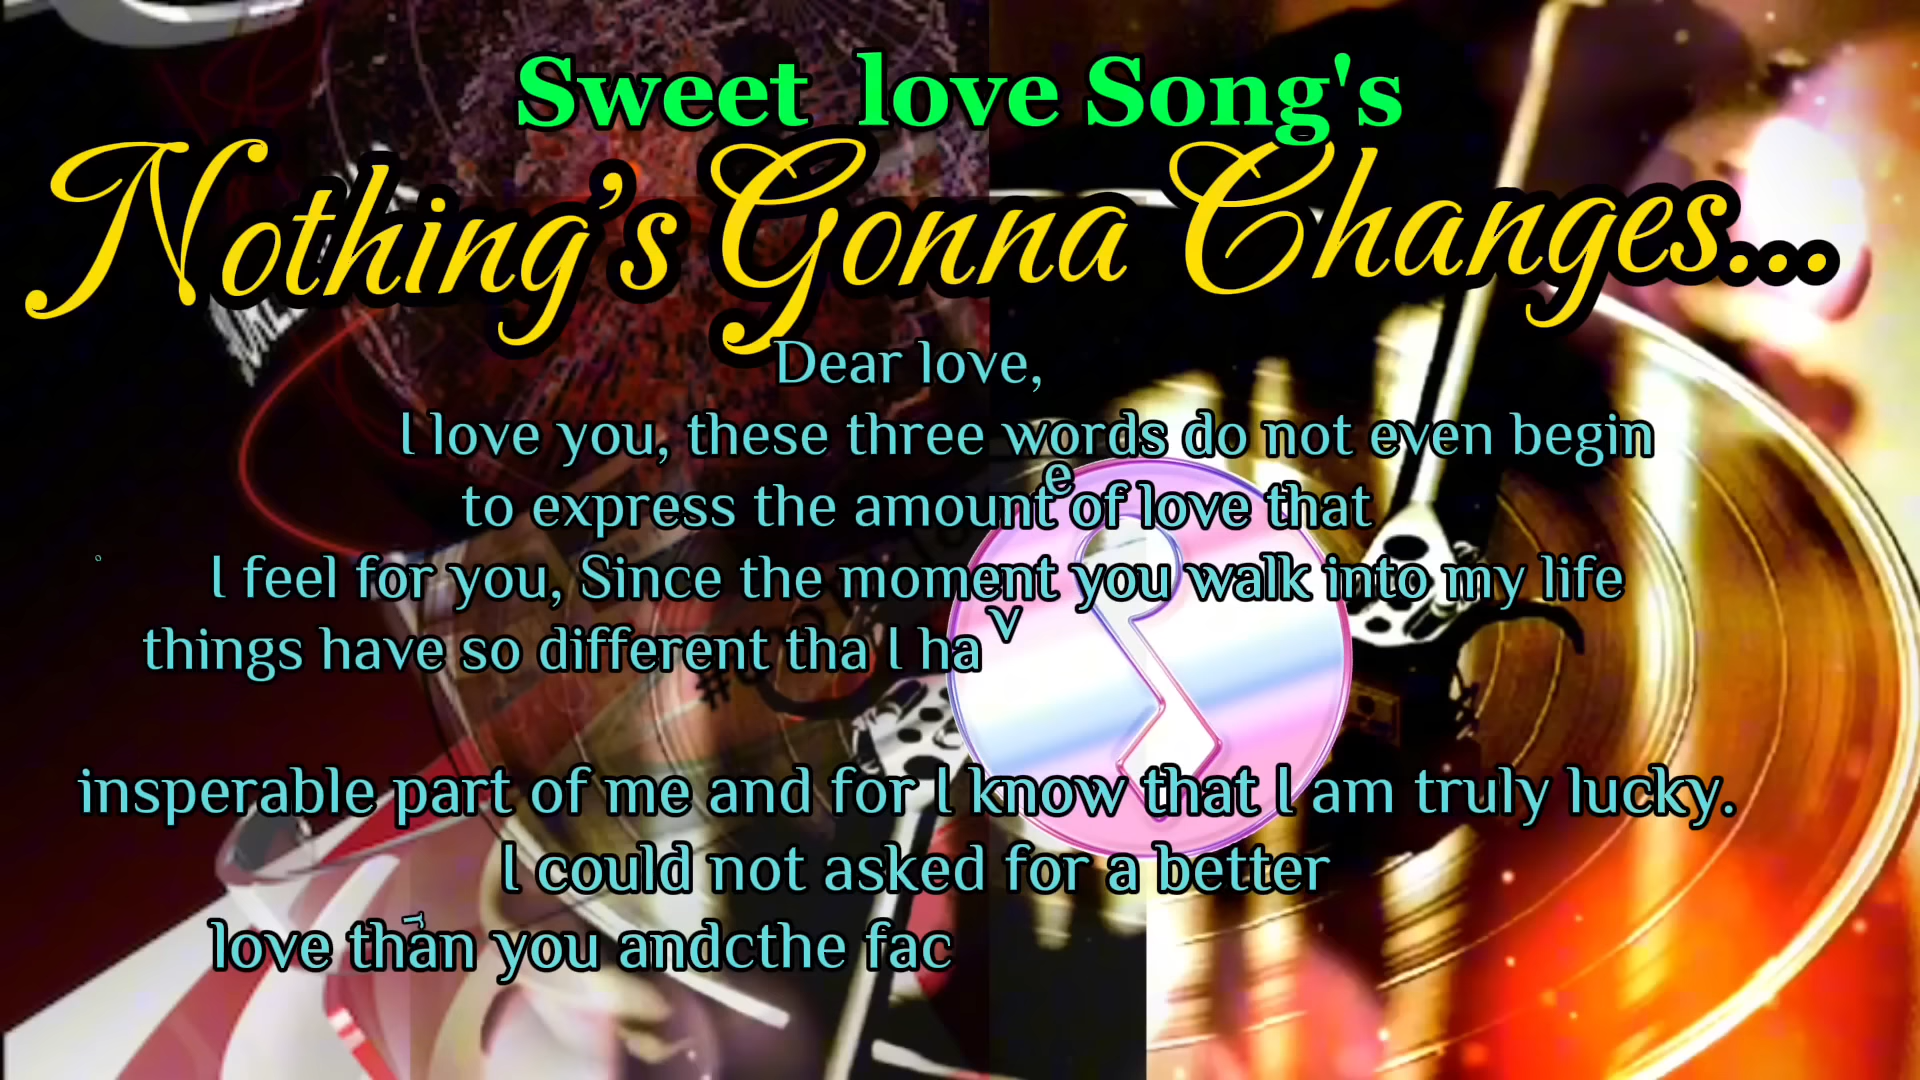 Sweet love Song's
Nothing's Gonna Changes...
Dear love,
I love you, these three words do not even begin
to express the amount of love that
I feel for you, Since the moment you walk into my life
things have so different tha I hav
e
insperable part of me and for I know that I am truly lucky.
I could not asked for a better
love than you andcthe fac